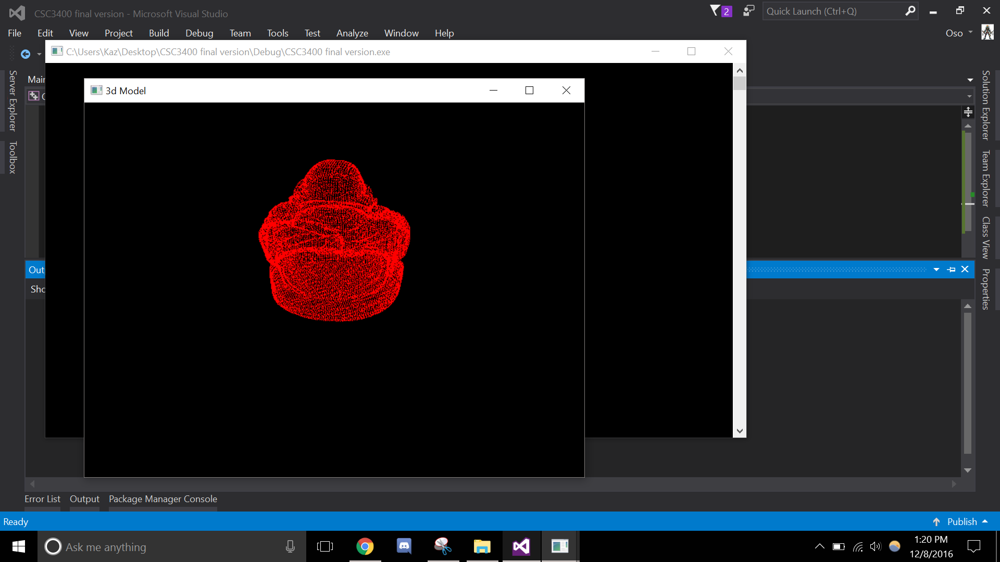 CSC3400 final version - Microsoft Visual Studio
2
Quick Launch (Ctrl+Q)
File Edit View Project Build Debug Team Tools Test Analyze Window Help
Oso
C:\Users\Kaz\Desktop\CSC3400 final version\Debug\CSC3400 final version.exe
Server Explorer
Toolbox
3d Model
Solution Explorer
Team Explorer
Class View
Properties
Error List Output Package Manager Console
Ready
Publish
Ask me anything
1:20 PM
12/8/2016